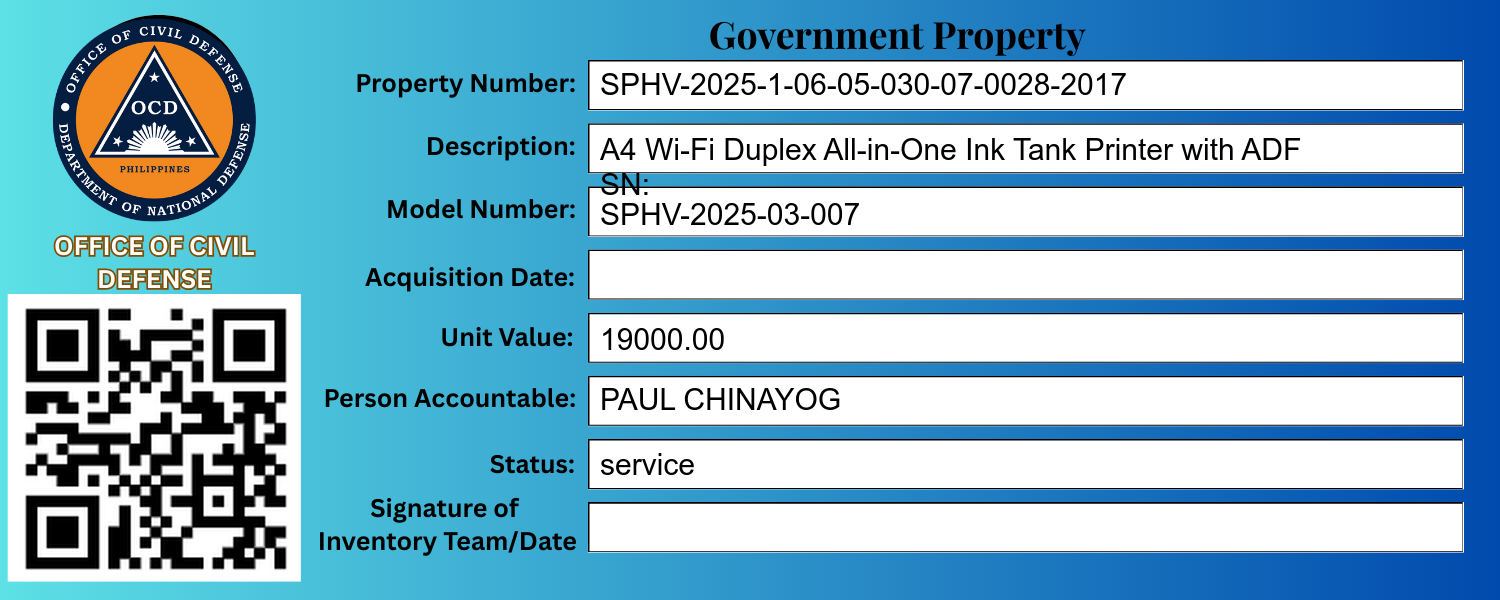 OFFICE OF CIVIL DEFENSE
OCD
PHILIPPINES
DEPARTMENT OF NATIONAL DEFENSE
OFFICE OF CIVIL
DEFENSE
Government Property
Property Number: SPHV-2025-1-06-05-030-07-0028-2017
Description: A4 Wi-Fi Duplex All-in-One Ink Tank Printer with ADF
SN:
Model Number: SPHV-2025-03-007
Acquisition Date:
Unit Value: 19000.00
Person Accountable: PAUL CHINAYOG
Status: service
Signature of
Inventory Team/Date